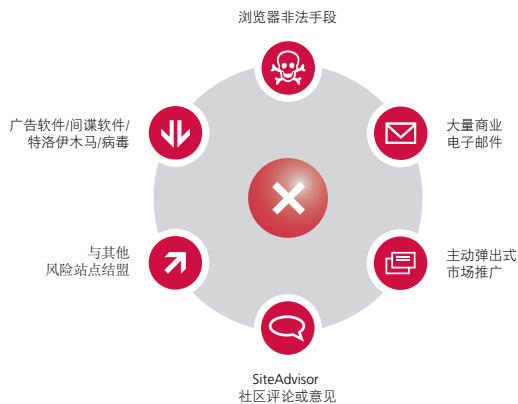 浏览器非法手段
广告软件/间谍软件/
特洛伊木马/病毒
大量商业
电子邮件
与其他
风险站点结盟
主动弹出式
市场推广
SiteAdvisor
社区评论或意见